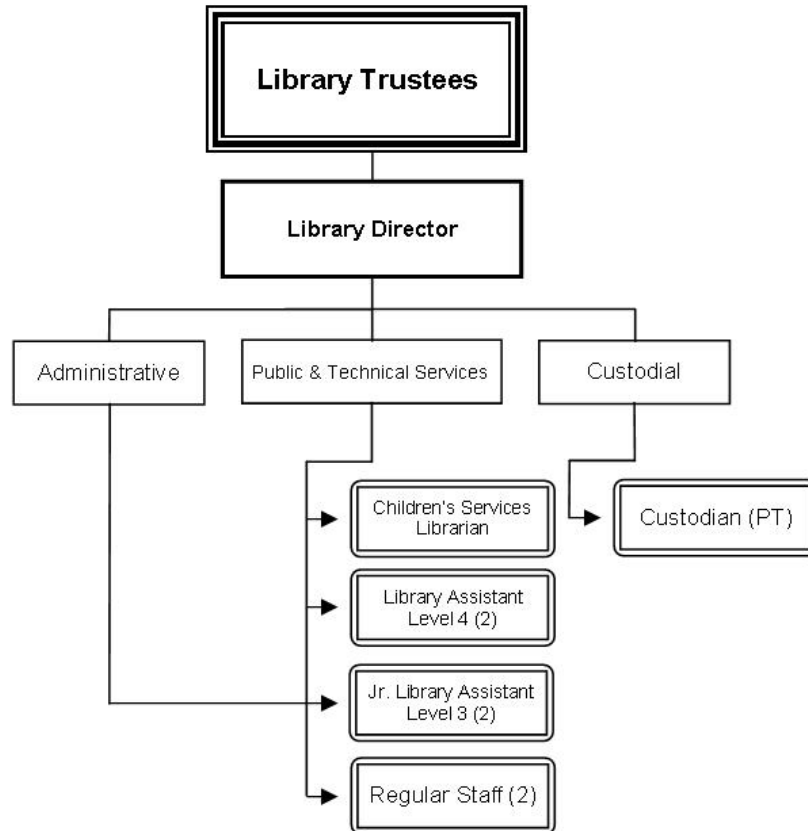 Library Trustees
Library Director
Administrative
Public & Technical Services
Custodial
Children's Services
Librarian
Custodian (PT)
Library Assistant
Level 4 (2)
Jr. Library Assistant
Level 3 (2)
Regular Staff (2)